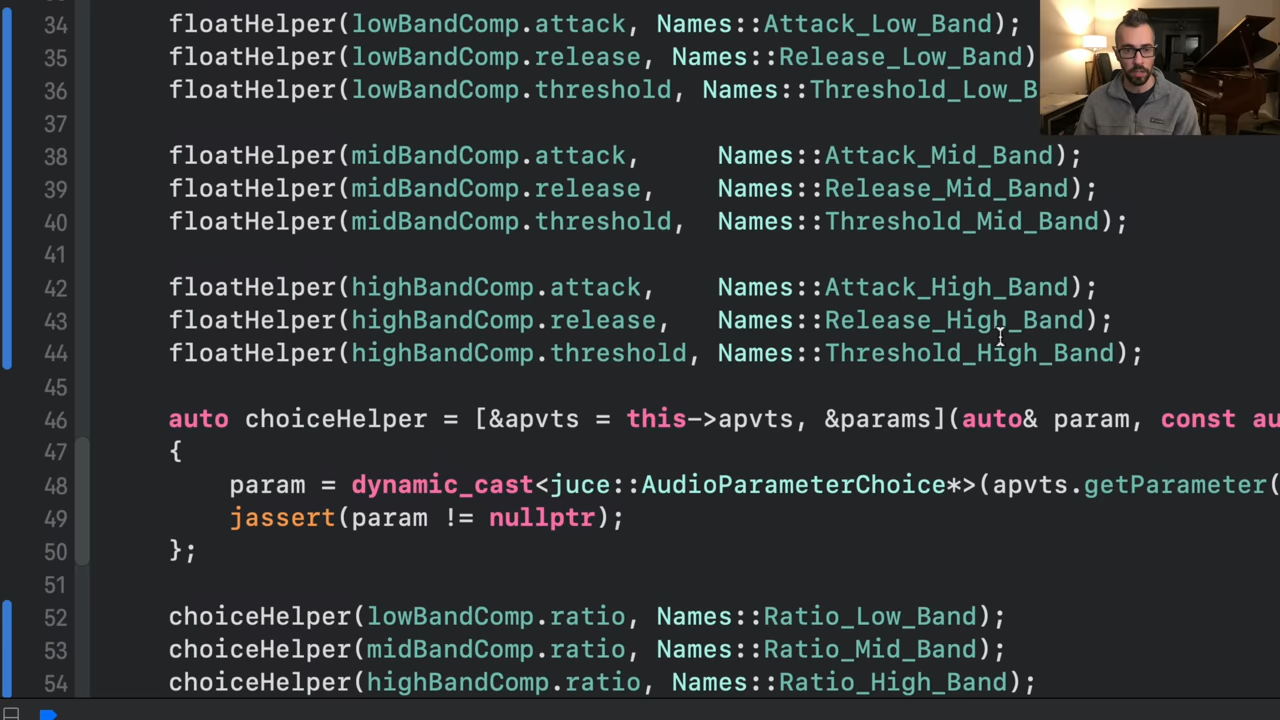 34 floatHelper(lowBandComp.attack, Names::Attack_Low_Band);
35 floatHelper(lowBandComp.release, Names::Release_Low_Band)
36 floatHelper(lowBandComp.threshold, Names::Threshold_Low_B
37
38 floatHelper(midBandComp.attack,    Names::Attack_Mid_Band);
39 floatHelper(midBandComp.release,   Names::Release_Mid_Band);
40 floatHelper(midBandComp.threshold, Names::Threshold_Mid_Band);
41
42 floatHelper(highBandComp.attack,    Names::Attack_High_Band);
43 floatHelper(highBandComp.release,   Names::Release_High_Band);
44 floatHelper(highBandComp.threshold, Names::Threshold_High_Band);
45
46 auto choiceHelper = [&apvts = this->apvts, &params](auto& param, const au
47 {
48     param = dynamic_cast<juce::AudioParameterChoice*>(apvts.getParameter(
49     jassert(param != nullptr);
50 };
51
52 choiceHelper(lowBandComp.ratio, Names::Ratio_Low_Band);
53 choiceHelper(midBandComp.ratio, Names::Ratio_Mid_Band);
54 choiceHelper(highBandComp.ratio, Names::Ratio_High_Band);